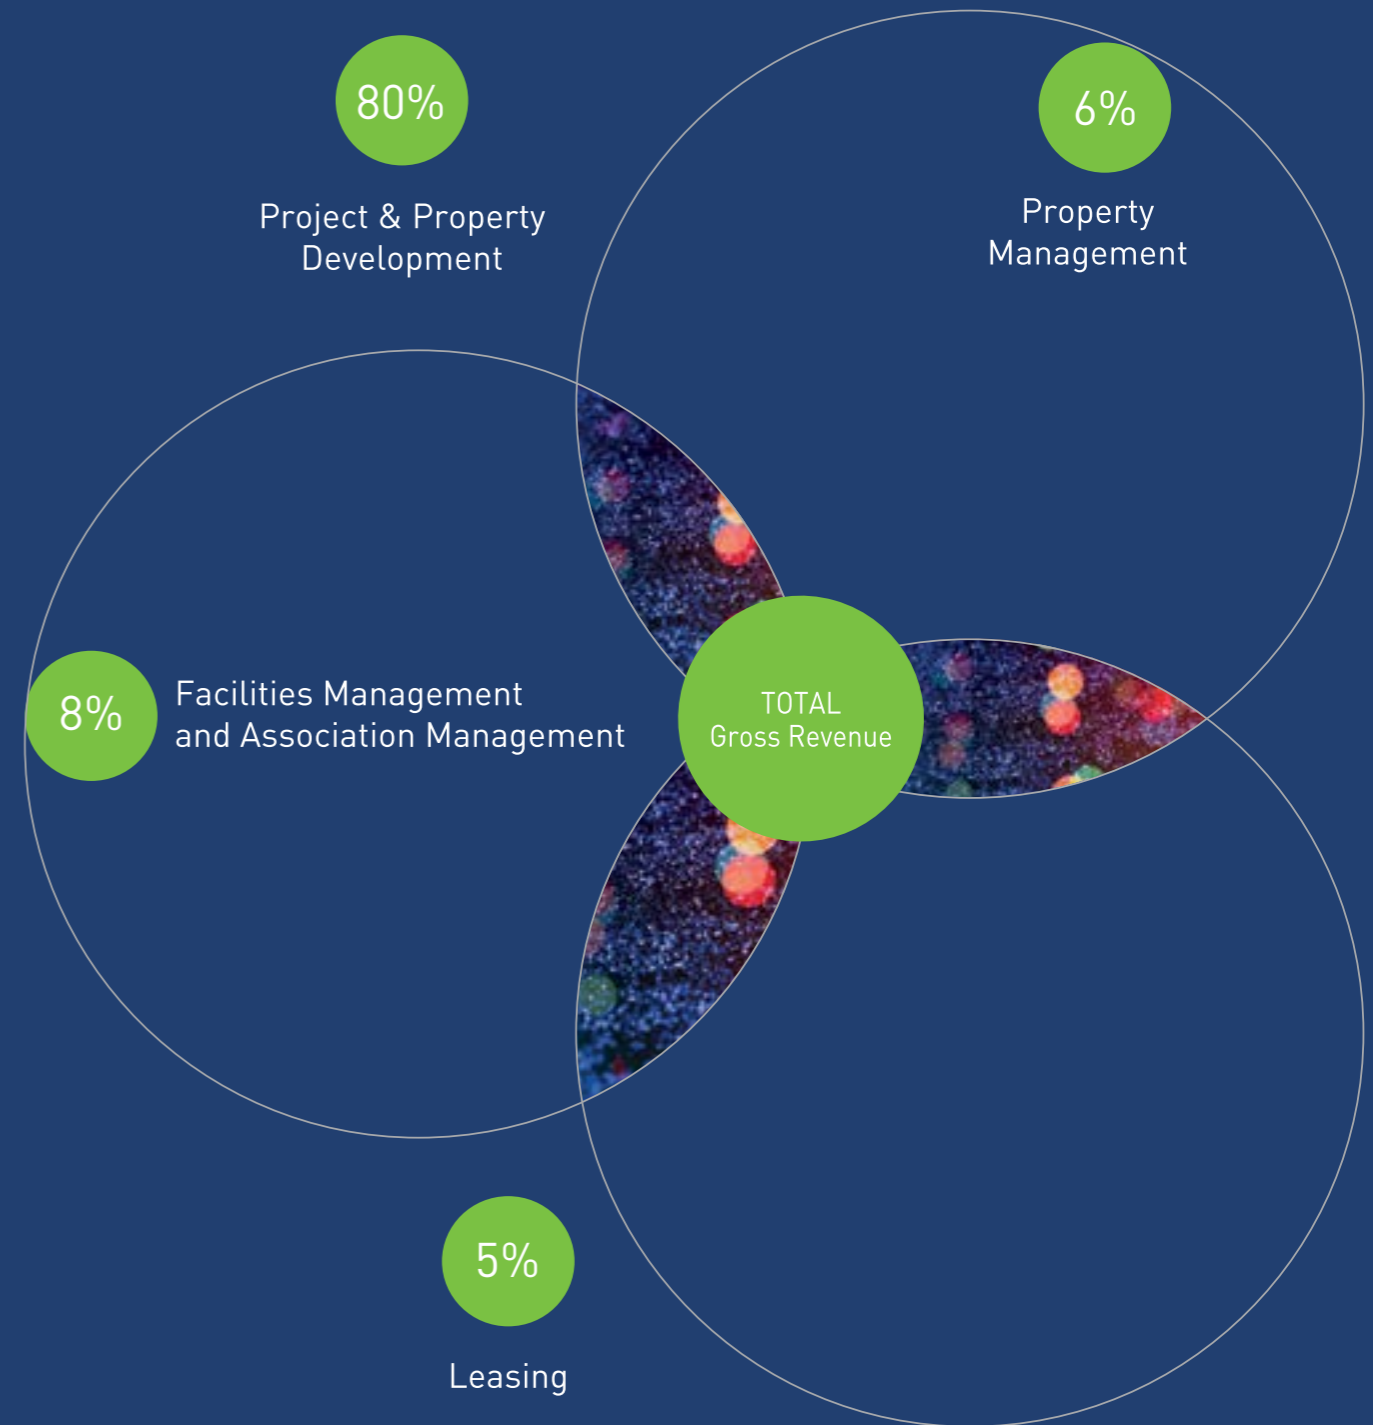 80%
Project & Property
Development
6%
Property
Management
8%
Facilities Management
and Association Management
TOTAL
Gross Revenue
5%
Leasing